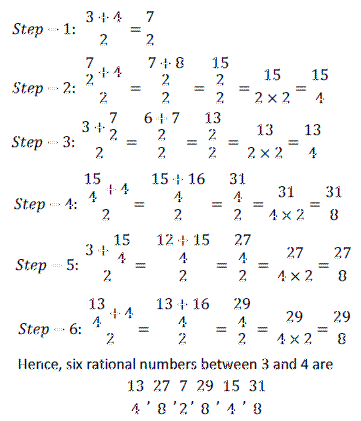 Step – 1: (3 + 4)/2 = 7/2
Step – 2: (7/2 + 4)/2 = ((7 + 8)/2)/2 = (15/2)/2 = 15/(2 × 2) = 15/4
Step – 3: (3 + 7/2)/2 = ((6 + 7)/2)/2 = (13/2)/2 = 13/(2 × 2) = 13/4
Step – 4: (15/4 + 4)/2 = ((15 + 16)/4)/2 = (31/4)/2 = 31/(4 × 2) = 31/8
Step – 5: (3 + 15/4)/2 = ((12 + 15)/4)/2 = (27/4)/2 = 27/(4 × 2) = 27/8
Step – 6: (13/4 + 4)/2 = ((13 + 16)/4)/2 = (29/4)/2 = 29/(4 × 2) = 29/8
Hence, six rational numbers between 3 and 4 are
13/4, 27/8, 7/2, 29/8, 15/4, 31/8